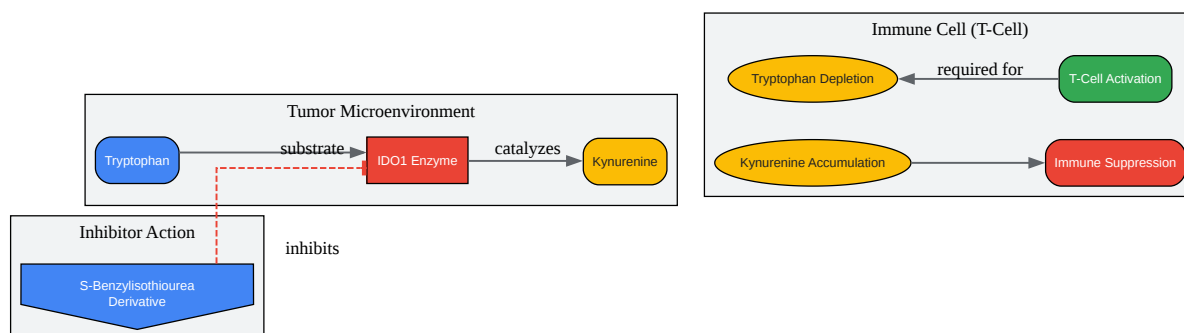 Immune Cell (T-Cell)
Tryptophan Depletion
required for
T-Cell Activation
Kynurenine Accumulation
Immune Suppression
Tumor Microenvironment
Tryptophan
substrate
IDO1 Enzyme
catalyzes
Kynurenine
Inhibitor Action
inhibits
S-Benzylisothiourea
Derivative